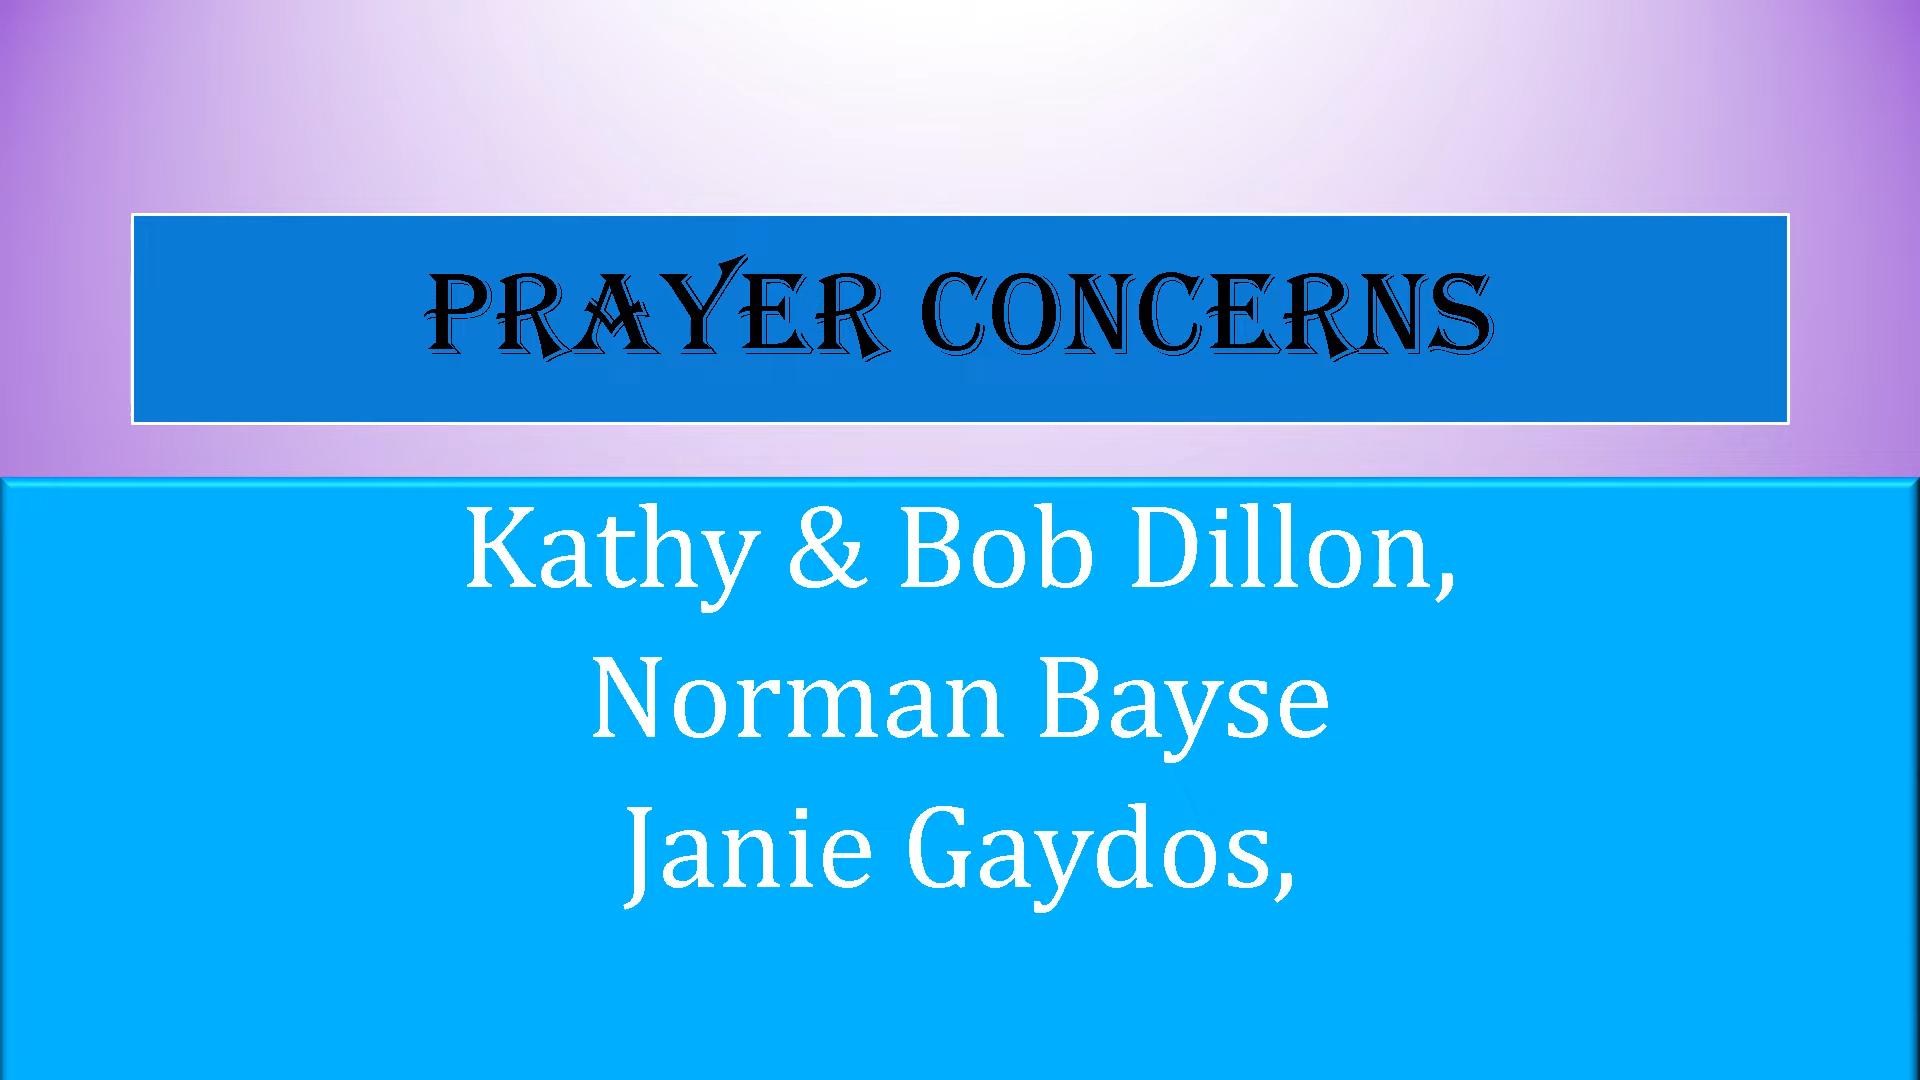 PRAYER CONCERNS
Kathy & Bob Dillon,
Norman Bayse
Janie Gaydos,